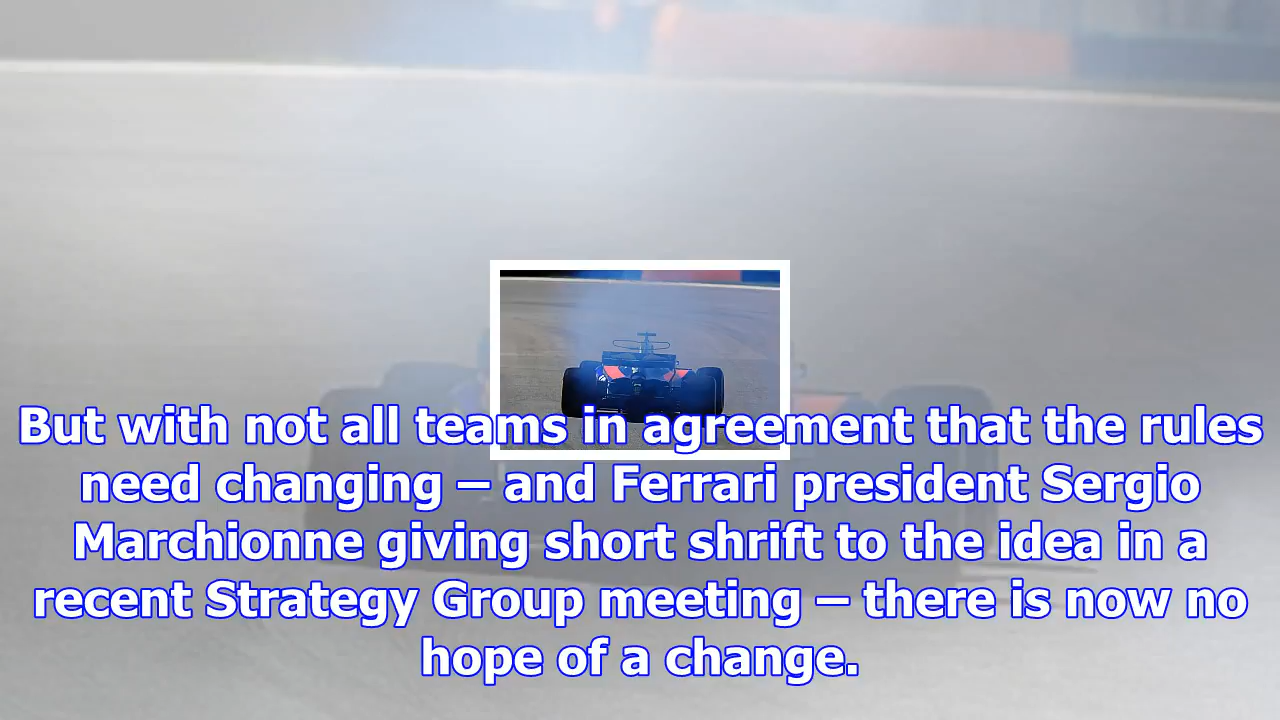 But with not all teams in agreement that the rules
need changing – and Ferrari president Sergio
Marchionne giving short shrift to the idea in a
recent Strategy Group meeting – there is now no
hope of a change.